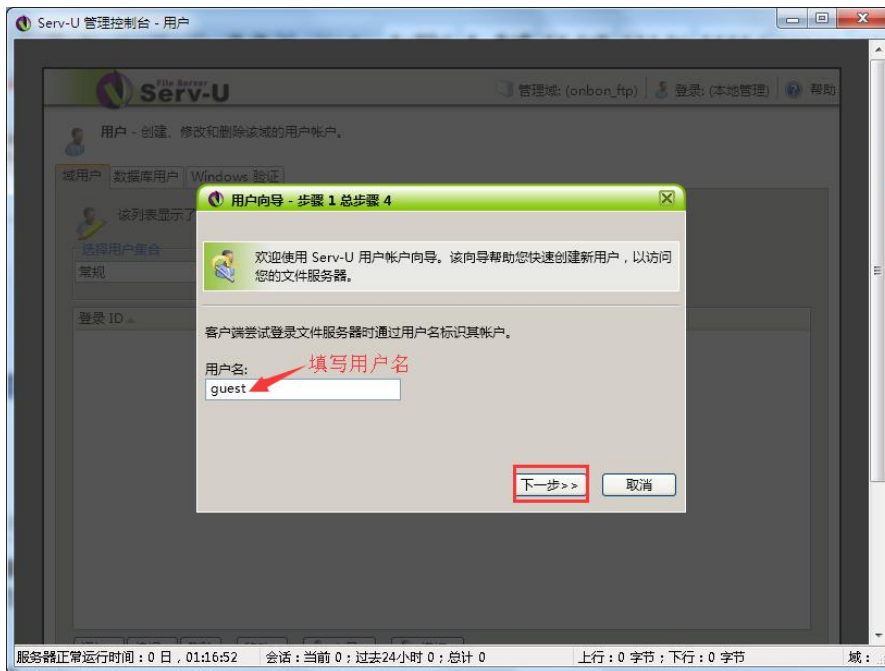 Serv-U 管理控制台 - 用户
File Server
Serv-U
管理域: (onbon_ftp)
登录: (本地管理)
帮助
用户 - 创建、修改和删除该域的用户帐户。
域用户 数据库用户 Windows 验证
该列表显示了
选择用户集合
常规
登录 ID
用户向导 - 步骤 1 总步骤 4
欢迎使用 Serv-U 用户帐户向导。该向导帮助您快速创建新用户，以访问
您的文件服务器。
客户端尝试登录文件服务器时通过用户名标识其帐户。
用户名:
填写用户名
guest
下一步>>
取消
服务器正常运行时间：0 日，01:16:52 会话：当前 0；过去24小时 0；总计 0 上行：0 字节；下行：0 字节 域：